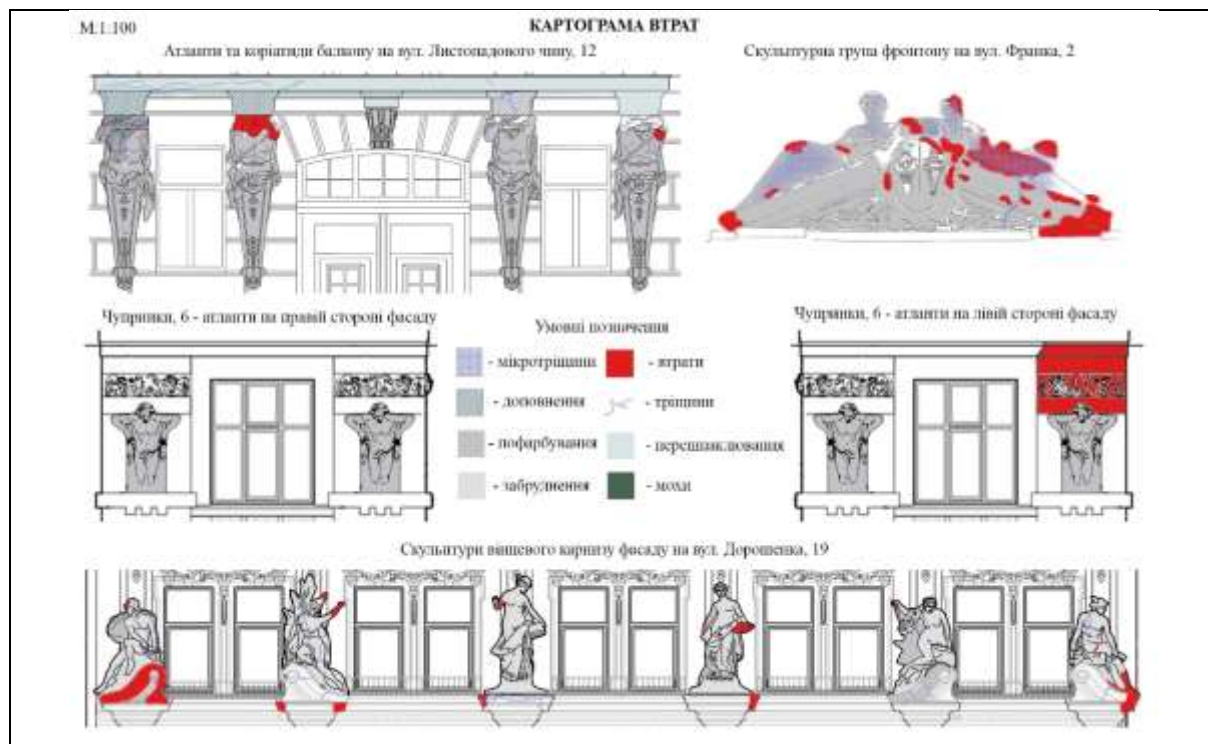 М.1:100
КАРТОГРАМА ВТРАТ
Атланти та коріатиди балкону на вул. Листопадового чину, 12
Скульптурна група фронтону на вул. Франка, 2
Чупринки, 6 - атланти на правій стороні фасаду
Умовні позначення
Чупринки, 6 - атланти на лівій стороні фасаду
- мікротріщини
- втрати
- доповнення
- тріщини
- пофарбування
- перешпаклювання
- забруднення
- мохи
Скульптури вінцевого карнизу фасаду на вул. Дорошенка, 19